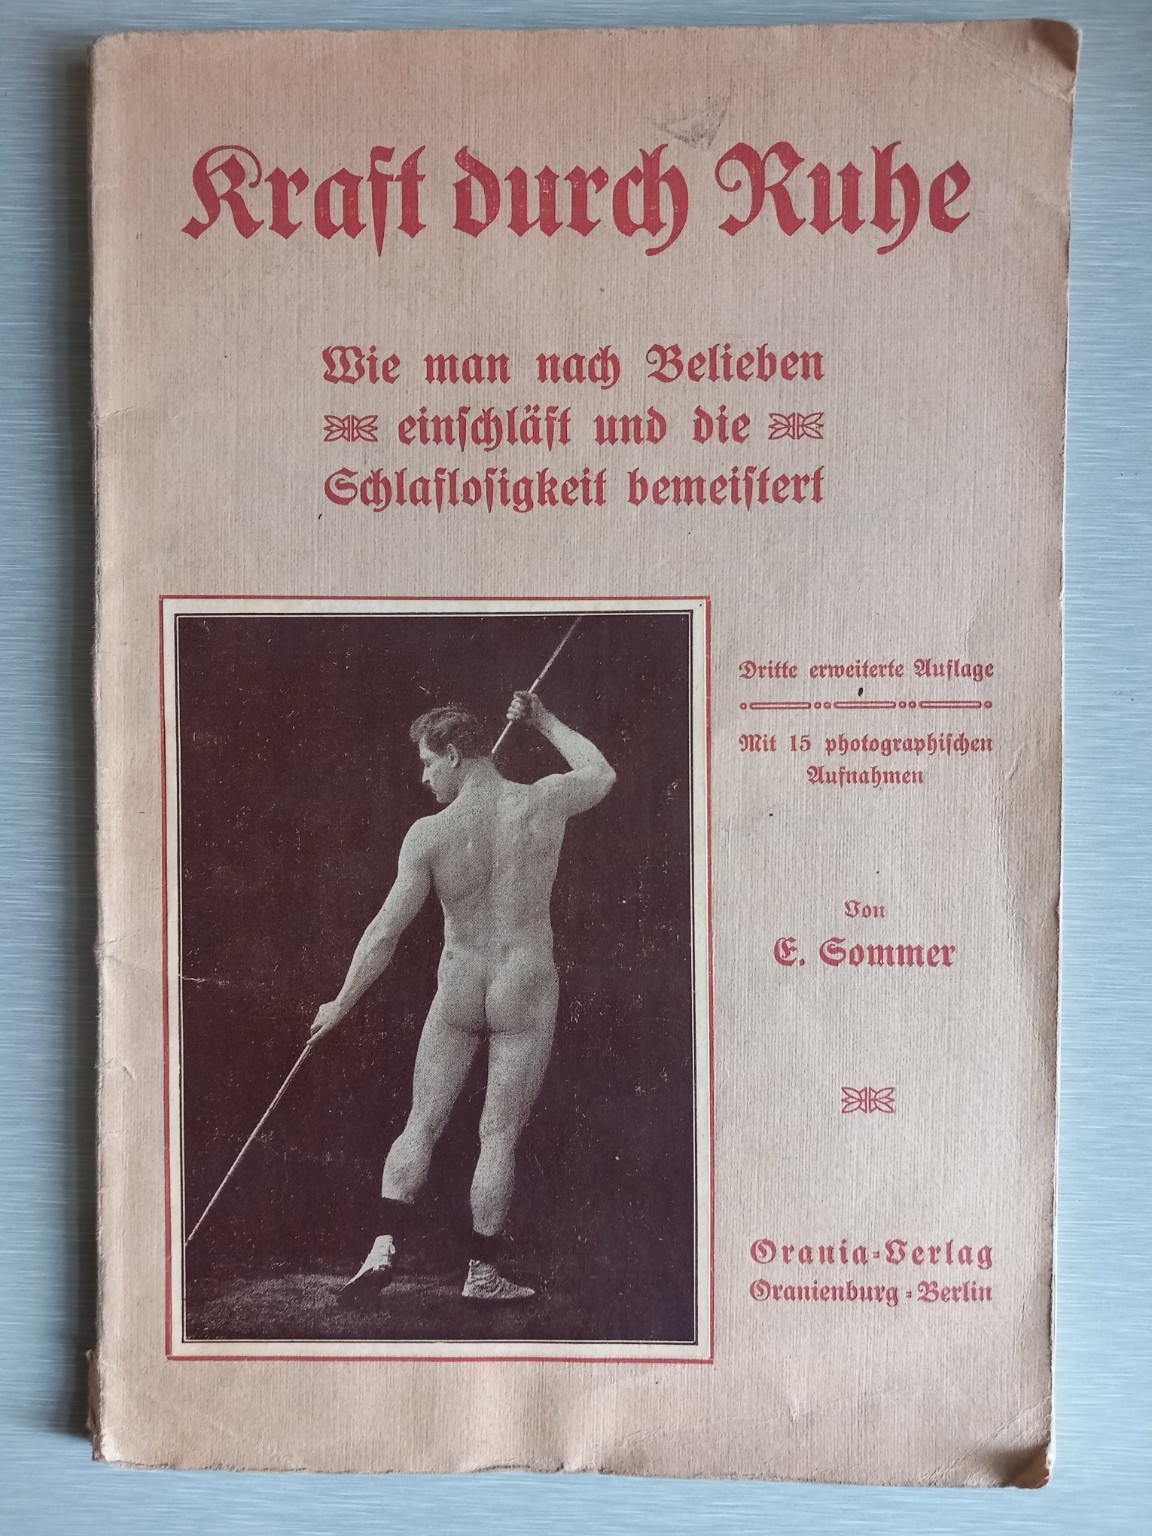 Kraft durch Ruhe
Wie man nach Belieben
einschläft und die
Schlaflosigkeit bemeistert
Dritte erweiterte Auflage
Mit 15 photographischen
Aufnahmen
Von
E. Sommer
Orania-Verlag
Oranienburg-Berlin